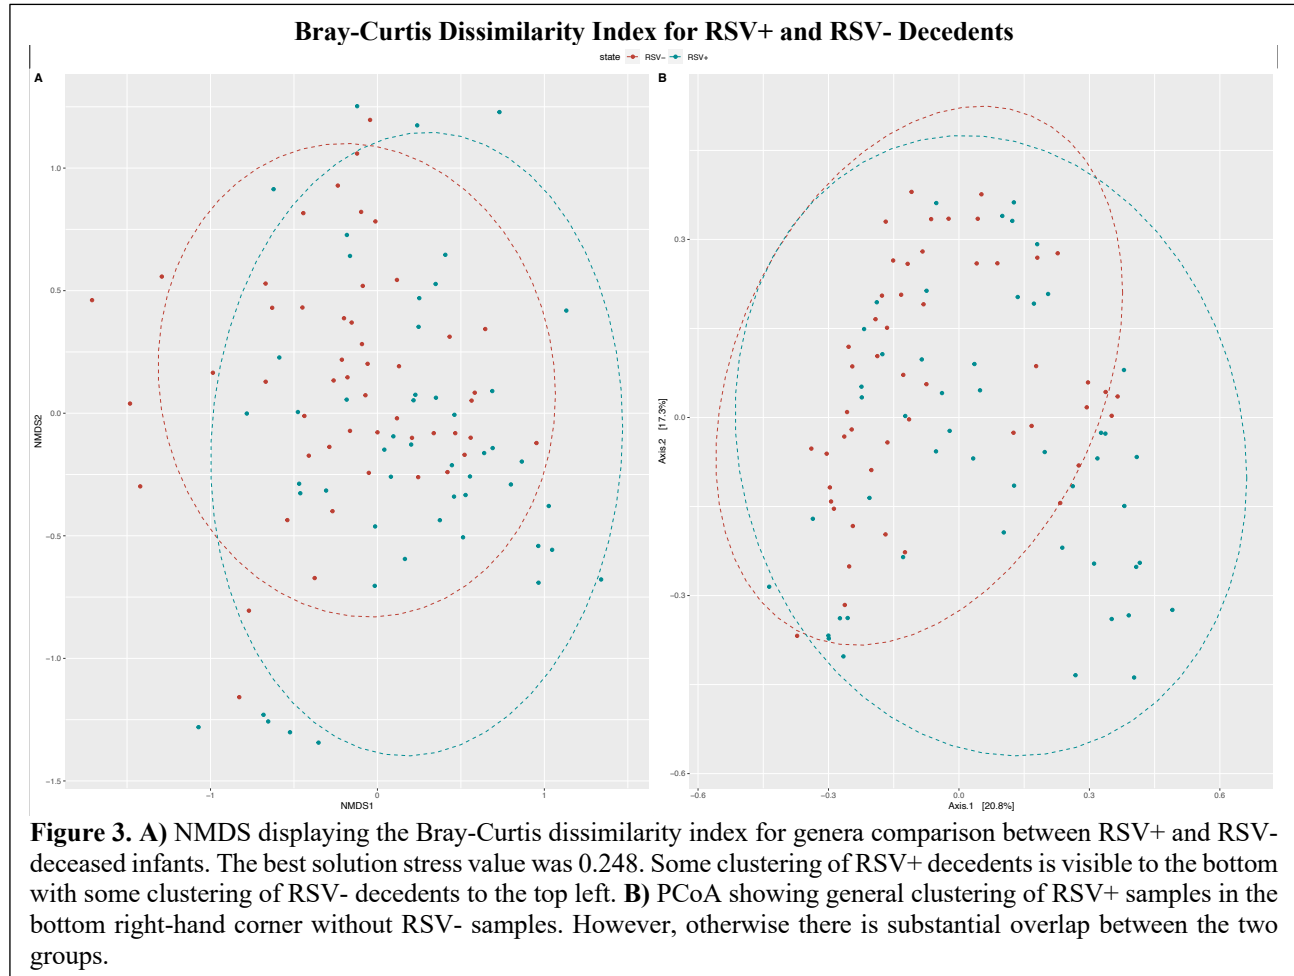 Bray-Curtis Dissimilarity Index for RSV+ and RSV- Decedents
state RSV− RSV+
A
1.0
0.5
0.0
−0.5
−1.0
−1.5
NMDS2
−1
0
1
NMDS1
B
0.3
0.0
−0.3
−0.6
Axis.2 [17.3%]
−0.6
−0.3
0.0
0.3
0.6
Axis.1 [20.8%]
Figure 3. A) NMDS displaying the Bray-Curtis dissimilarity index for genera comparison between RSV+ and RSV-
deceased infants. The best solution stress value was 0.248. Some clustering of RSV+ decedents is visible to the bottom
with some clustering of RSV- decedents to the top left. B) PCoA showing general clustering of RSV+ samples in the
bottom right-hand corner without RSV- samples. However, otherwise there is substantial overlap between the two
groups.